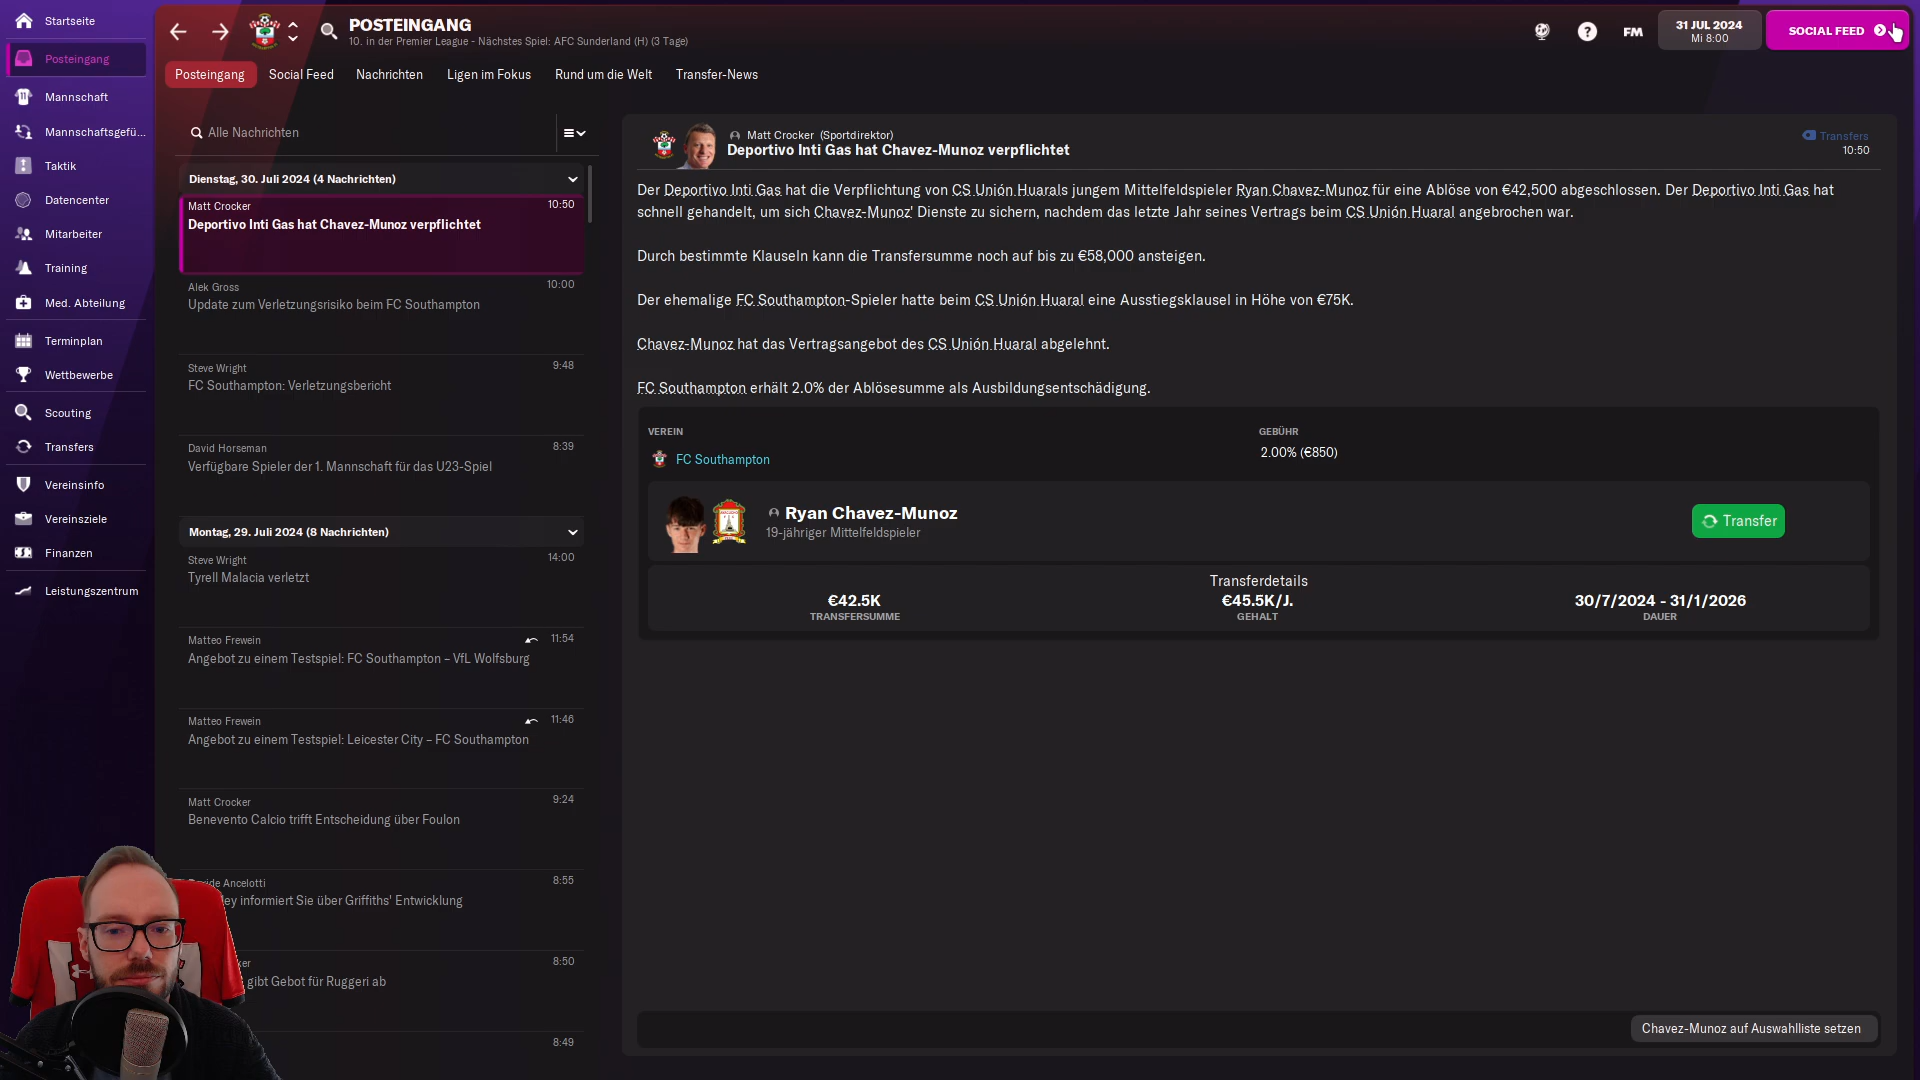 Startseite
Posteingang
Mannschaft
Mannschaftsgefü...
Taktik
Datencenter
Mitarbeiter
Training
Med. Abteilung
Terminplan
Wettbewerbe
Scouting
Transfers
Vereinsinfo
Vereinsziele
Finanzen
Leistungszentrum
POSTEINGANG
10. in der Premier League - Nächstes Spiel: AFC Sunderland (H) (3 Tage)
FM
31 JUL 2024
Mi 8:00
SOCIAL FEED
Posteingang
Social Feed
Nachrichten
Ligen im Fokus
Rund um die Welt
Transfer-News
Alle Nachrichten
Dienstag, 30. Juli 2024 (4 Nachrichten)
Matt Crocker 10:50
Deportivo Inti Gas hat Chavez-Munoz verpflichtet
Alek Gross 10:00
Update zum Verletzungsrisiko beim FC Southampton
Steve Wright 9:48
FC Southampton: Verletzungsbericht
David Horseman 8:39
Verfügbare Spieler der 1. Mannschaft für das U23-Spiel
Montag, 29. Juli 2024 (8 Nachrichten)
Steve Wright 14:00
Tyrell Malacia verletzt
Matteo Frewein 11:54
Angebot zu einem Testspiel: FC Southampton – VfL Wolfsburg
Matteo Frewein 11:46
Angebot zu einem Testspiel: Leicester City – FC Southampton
Matt Crocker 9:24
Benevento Calcio trifft Entscheidung über Foulon
Ancelotti 8:55
informiert Sie über Griffiths' Entwicklung
8:50
gibt Gebot für Ruggeri ab
8:49
Matt Crocker (Sportdirektor)
Deportivo Inti Gas hat Chavez-Munoz verpflichtet
Transfers
10:50
Der Deportivo Inti Gas hat die Verpflichtung von CS Unión Huarals jungem Mittelfeldspieler Ryan Chavez-Munoz für eine Ablöse von €42,500 abgeschlossen. Der Deportivo Inti Gas hat
schnell gehandelt, um sich Chavez-Munoz' Dienste zu sichern, nachdem das letzte Jahr seines Vertrags beim CS Unión Huaral angebrochen war.
Durch bestimmte Klauseln kann die Transfersumme noch auf bis zu €58,000 ansteigen.
Der ehemalige FC Southampton-Spieler hatte beim CS Unión Huaral eine Ausstiegsklausel in Höhe von €75K.
Chavez-Munoz hat das Vertragsangebot des CS Unión Huaral abgelehnt.
FC Southampton erhält 2.0% der Ablösesumme als Ausbildungsentschädigung.
VEREIN GEBÜHR
FC Southampton 2.00% (€850)
Ryan Chavez-Munoz
19-jähriger Mittelfeldspieler
Transfer
Transferdetails
€42.5K €45.5K/J. 30/7/2024 - 31/1/2026
TRANSFERSUMME GEHALT DAUER
Chavez-Munoz auf Auswahlliste setzen